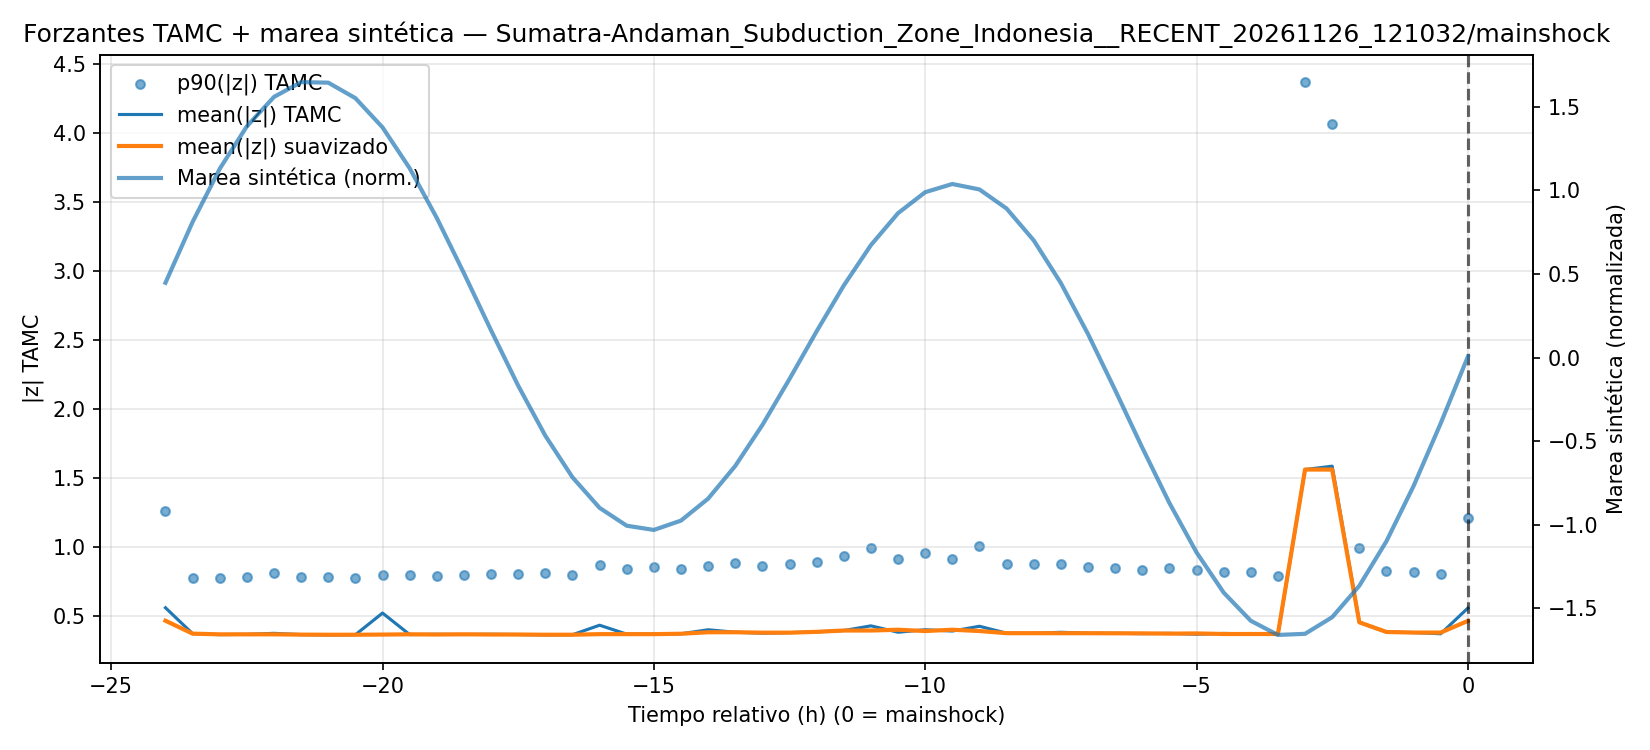 Forzantes TAMC + marea sintética — Sumatra-Andaman_Subduction_Zone_Indonesia__RECENT_20261126_121032/mainshock
p90(|z|) TAMC
mean(|z|) TAMC
mean(|z|) suavizado
Marea sintética (norm.)
|z| TAMC
4.5
4.0
3.5
3.0
2.5
2.0
1.5
1.0
0.5
1.5
1.0
0.5
0.0
−0.5
−1.0
−1.5
Marea sintética (normalizada)
−25
−20
−15
−10
−5
0
Tiempo relativo (h) (0 = mainshock)